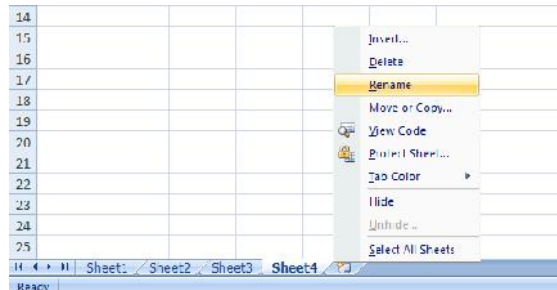 14
15
16
17
18
19
20
21
22
23
24
25
Insert...
Delete
Rename
Move or Copy...
View Code
Protect Sheet...
Tab Color
Hide
Unhide...
Select All Sheets
Sheet1 Sheet2 Sheet3 Sheet4
Ready